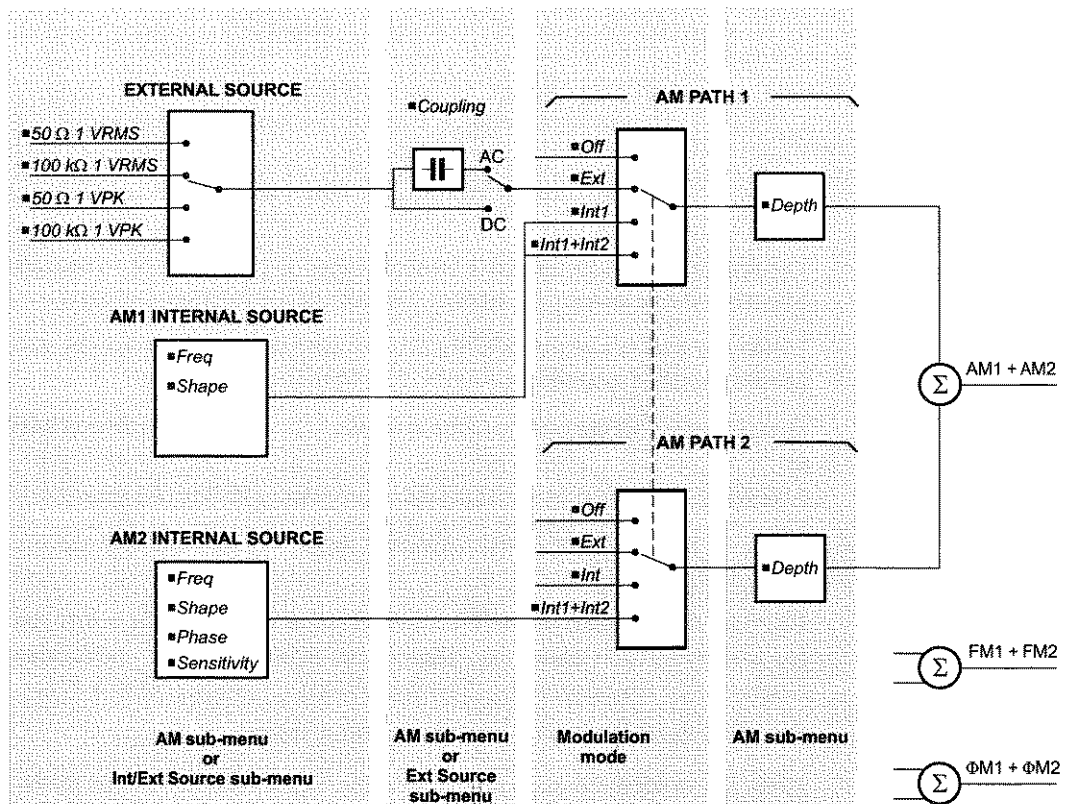 EXTERNAL SOURCE
■50 Ω 1 VRMS
■100 kΩ 1 VRMS
■50 Ω 1 VPK
■100 kΩ 1 VPK
■Coupling
AC
DC
AM PATH 1
■Off
■Ext
■Int1
■Int1+Int2
■Depth
AM1 INTERNAL SOURCE
■Freq
■Shape
Σ
AM1 + AM2
AM PATH 2
■Off
■Ext
■Int
■Int1+Int2
■Depth
AM2 INTERNAL SOURCE
■Freq
■Shape
■Phase
■Sensitivity
Σ
FM1 + FM2
Σ
ΦM1 + ΦM2
AM sub-menu
or
Int/Ext Source sub-menu
AM sub-menu
or
Ext Source
sub-menu
Modulation
mode
AM sub-menu